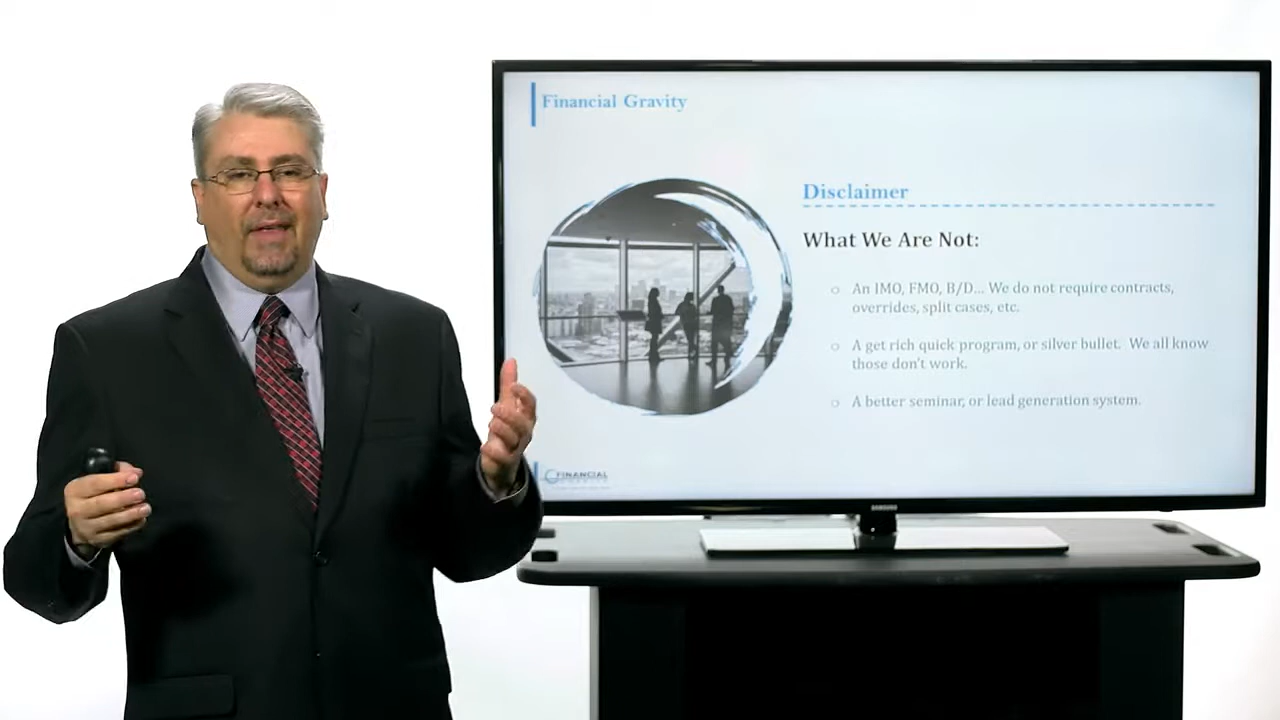 Financial Gravity
Disclaimer
What We Are Not:
An IMO, FMO, B/D... We do not require contracts,
overrides, split cases, etc.
A get rich quick program, or silver bullet. We all know
those don't work.
A better seminar, or lead generation system.
FINANCIAL
SAMSUNG